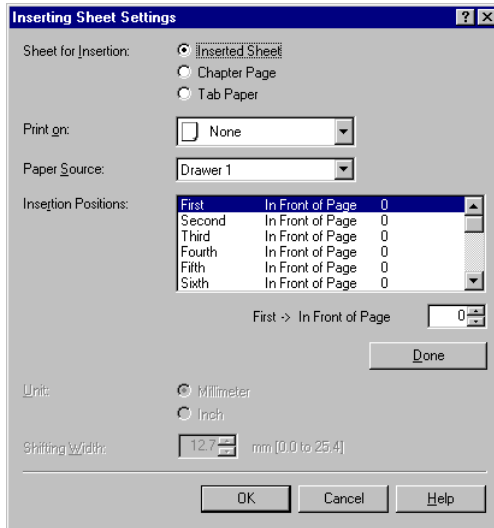 Inserting Sheet Settings
Sheet for Insertion: Inserted Sheet
Chapter Page
Tab Paper
Print on: None
Paper Source: Drawer 1
Insertion Positions: First In Front of Page 0
Second In Front of Page 0
Third In Front of Page 0
Fourth In Front of Page 0
Fifth In Front of Page 0
Sixth In Front of Page 0
First -> In Front of Page 0
Done
Unit: Millimeter
Inch
Shifting Width: 12.7 mm [0.0 to 25.4]
OK Cancel Help